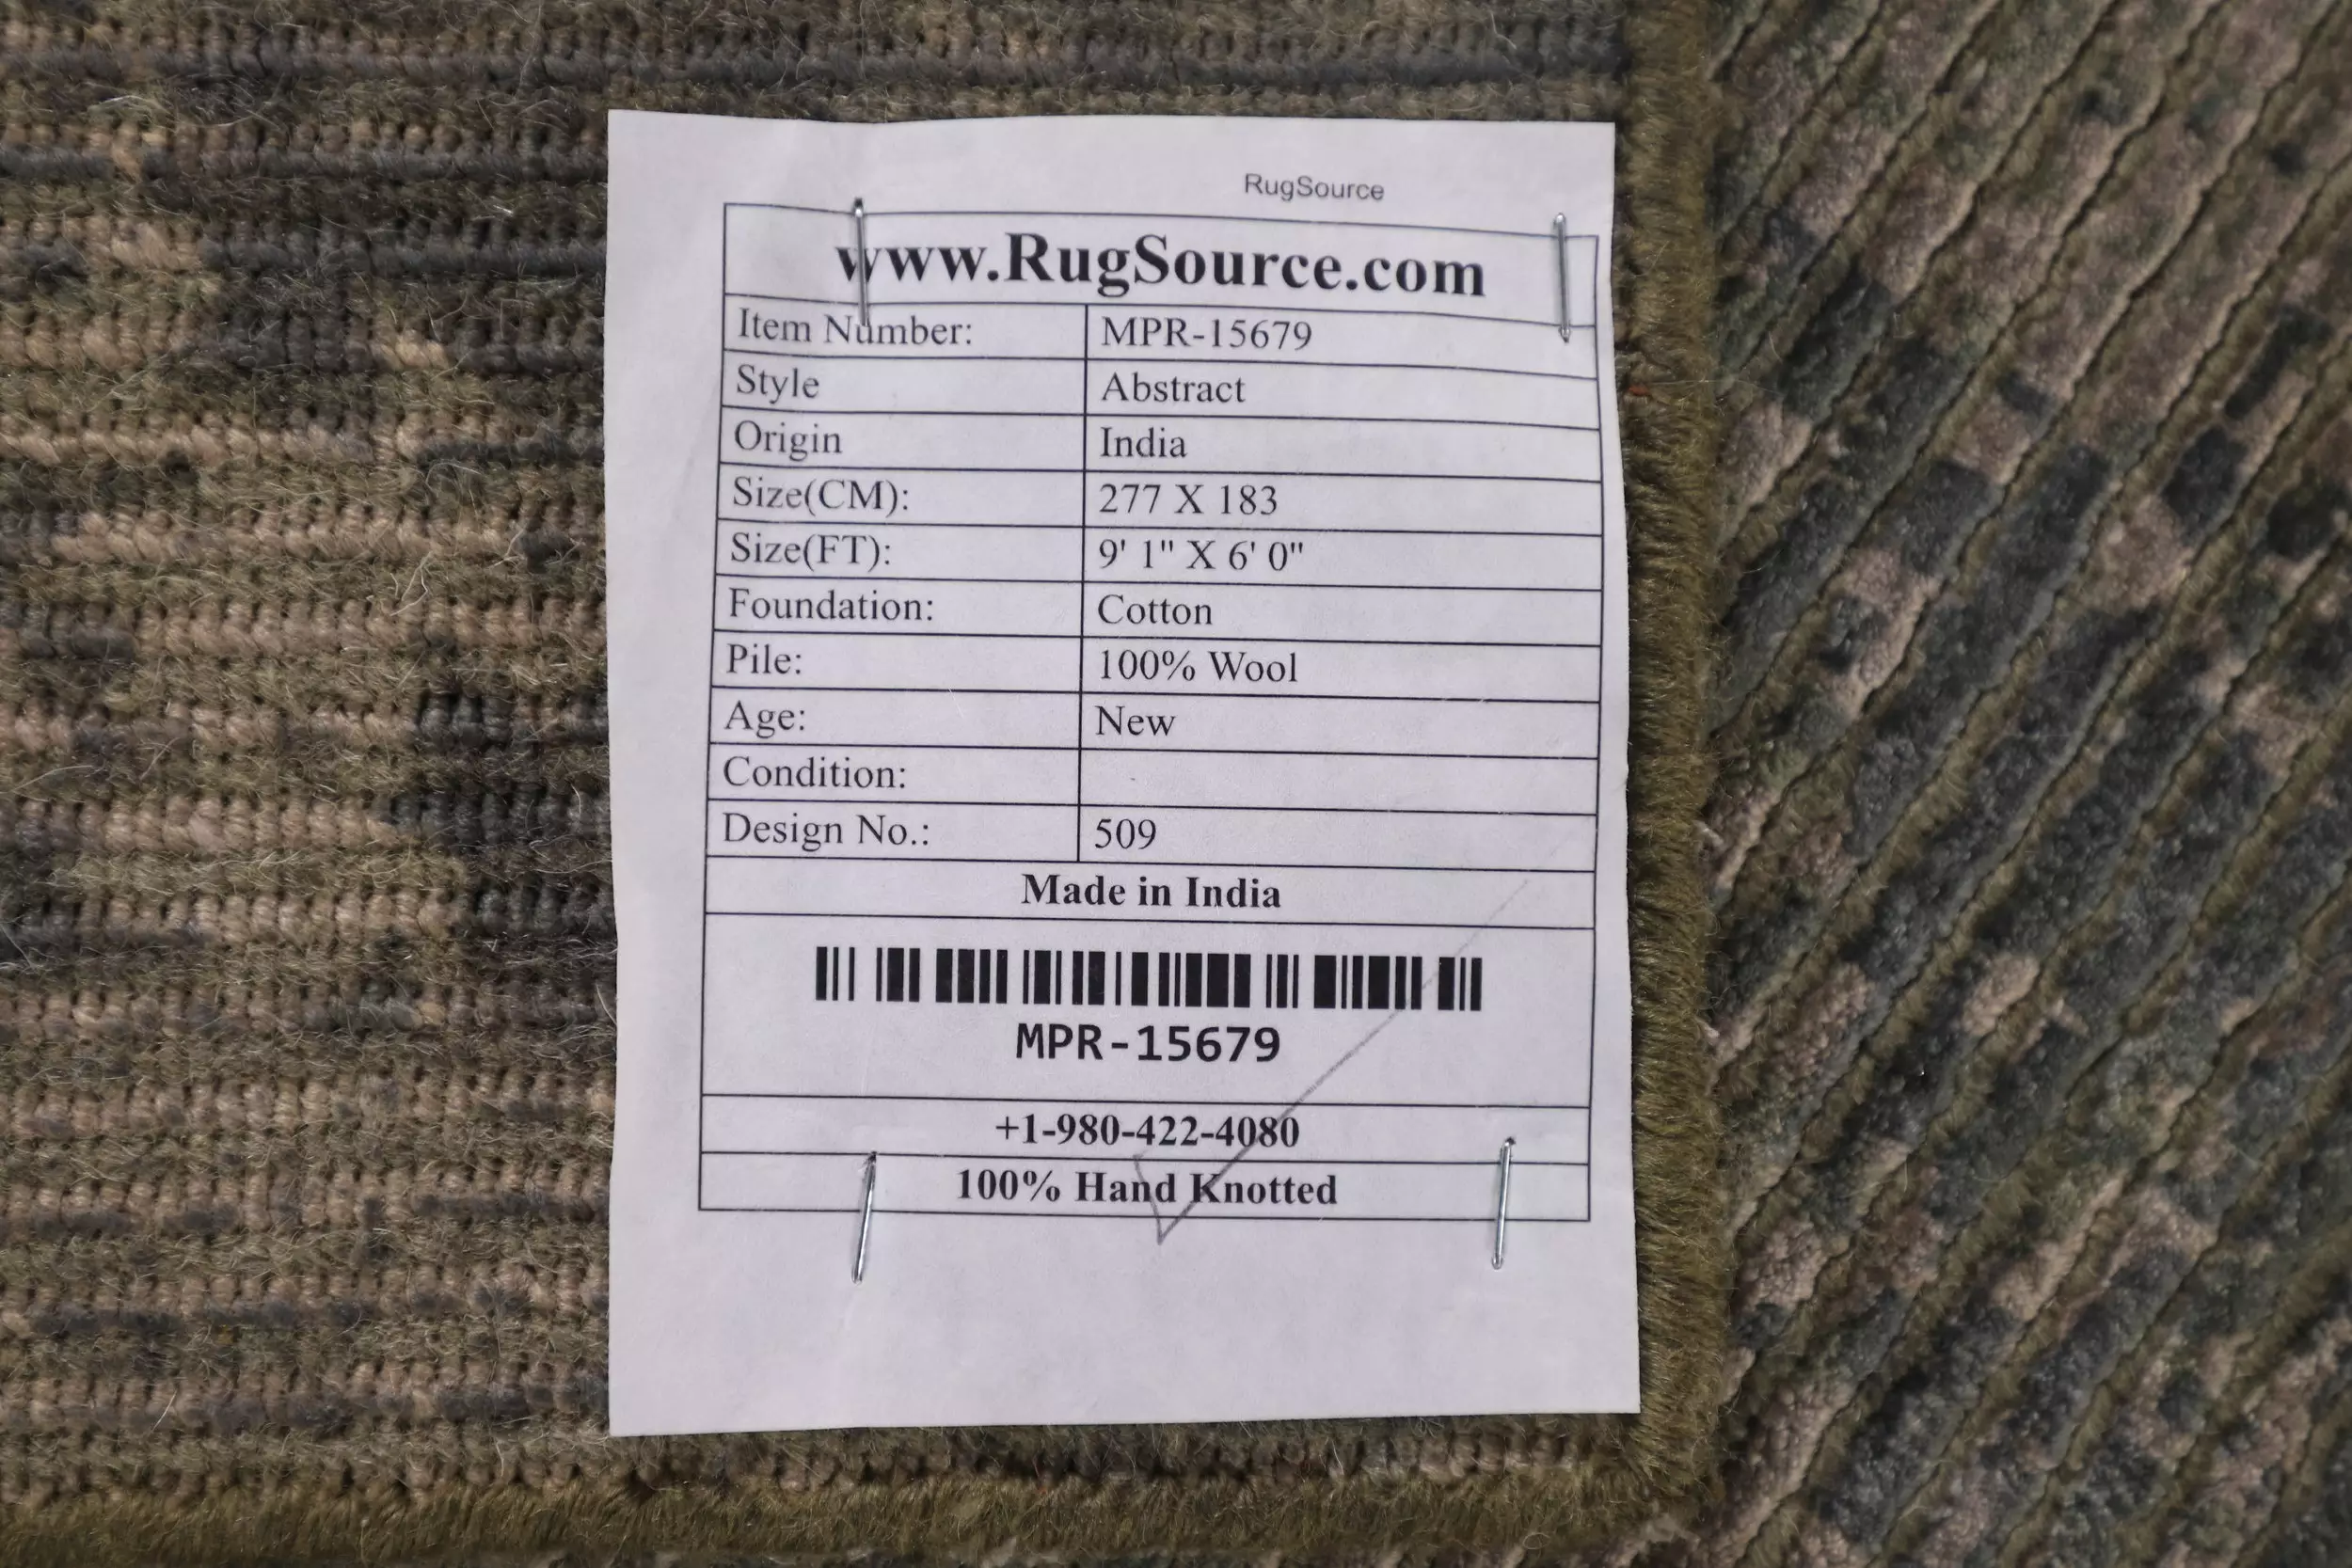 RugSource
www.RugSource.com
Item Number: MPR-15679
Style Abstract
Origin India
Size(CM): 277 X 183
Size(FT): 9' 1" X 6' 0"
Foundation: Cotton
Pile: 100% Wool
Age: New
Condition:
Design No.: 509
Made in India
MPR-15679
+1-980-422-4080
100% Hand Knotted